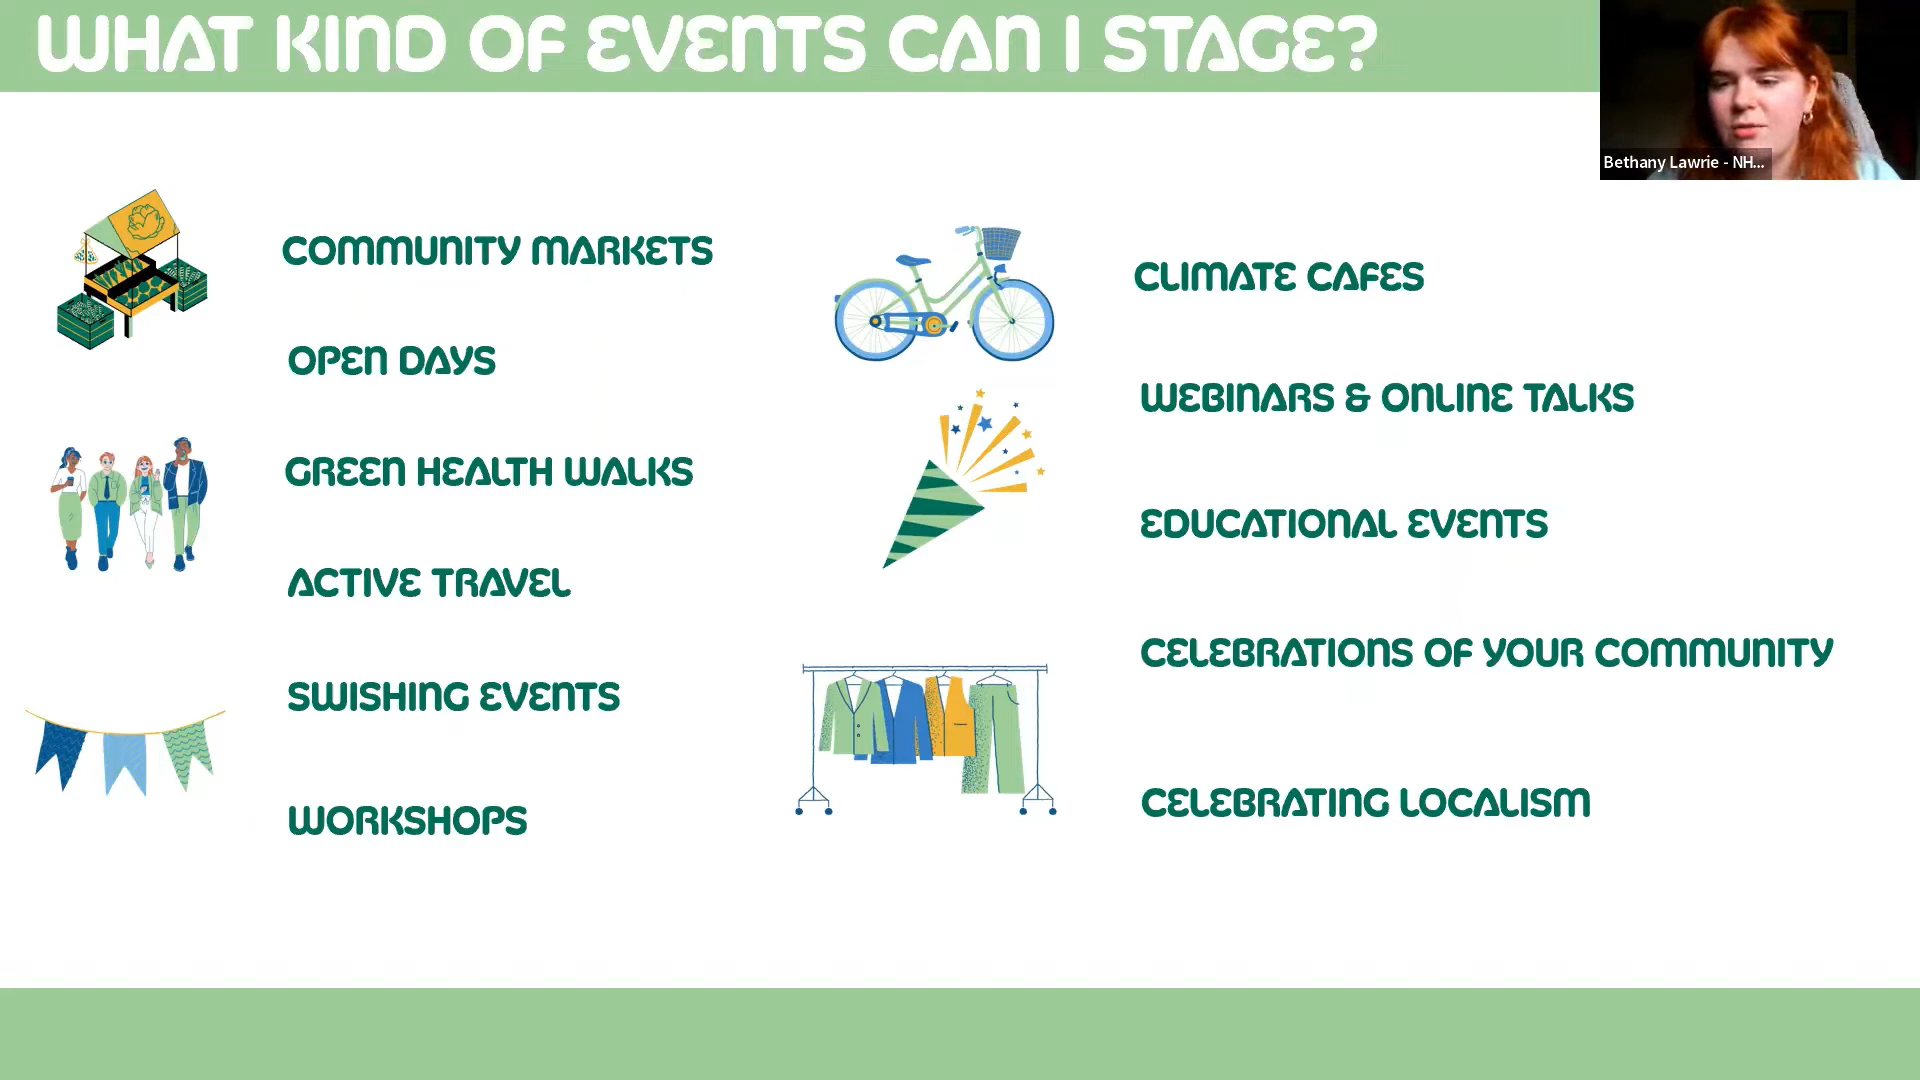 WHAT KIND OF EVENTS CAN I STAGE?
Bethany Lawrie - NH...
COMMUNITY MARKETS
OPEN DAYS
GREEN HEALTH WALKS
ACTIVE TRAVEL
SWISHING EVENTS
WORKSHOPS
CLIMATE CAFES
WEBINARS & ONLINE TALKS
EDUCATIONAL EVENTS
CELEBRATIONS OF YOUR COMMUNITY
CELEBRATING LOCALISM